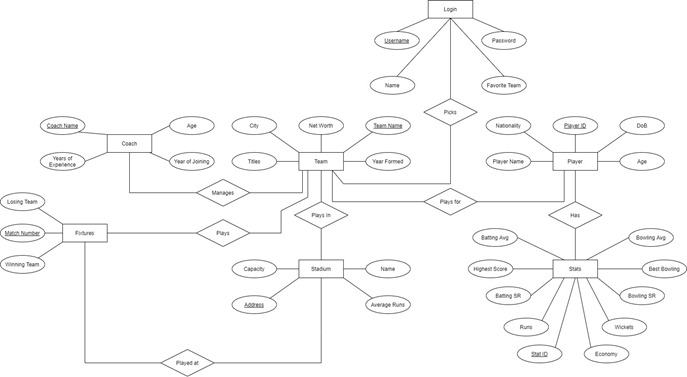 Login
Username
Password
Name
Favorite Team
Picks
Coach Name
Age
Coach
Years of
Experience
Year of Joining
City
Net Worth
Team Name
Titles
Team
Year Formed
Nationality
Player ID
DoB
Player Name
Player
Age
Manages
Plays for
Losing Team
Match Number
Fixtures
Winning Team
Plays
Plays In
Has
Capacity
Name
Stadium
Address
Average Runs
Batting Avg
Bowling Avg
Highest Score
Stats
Best Bowling
Batting SR
Bowling SR
Runs
Wickets
Stat ID
Economy
Played at